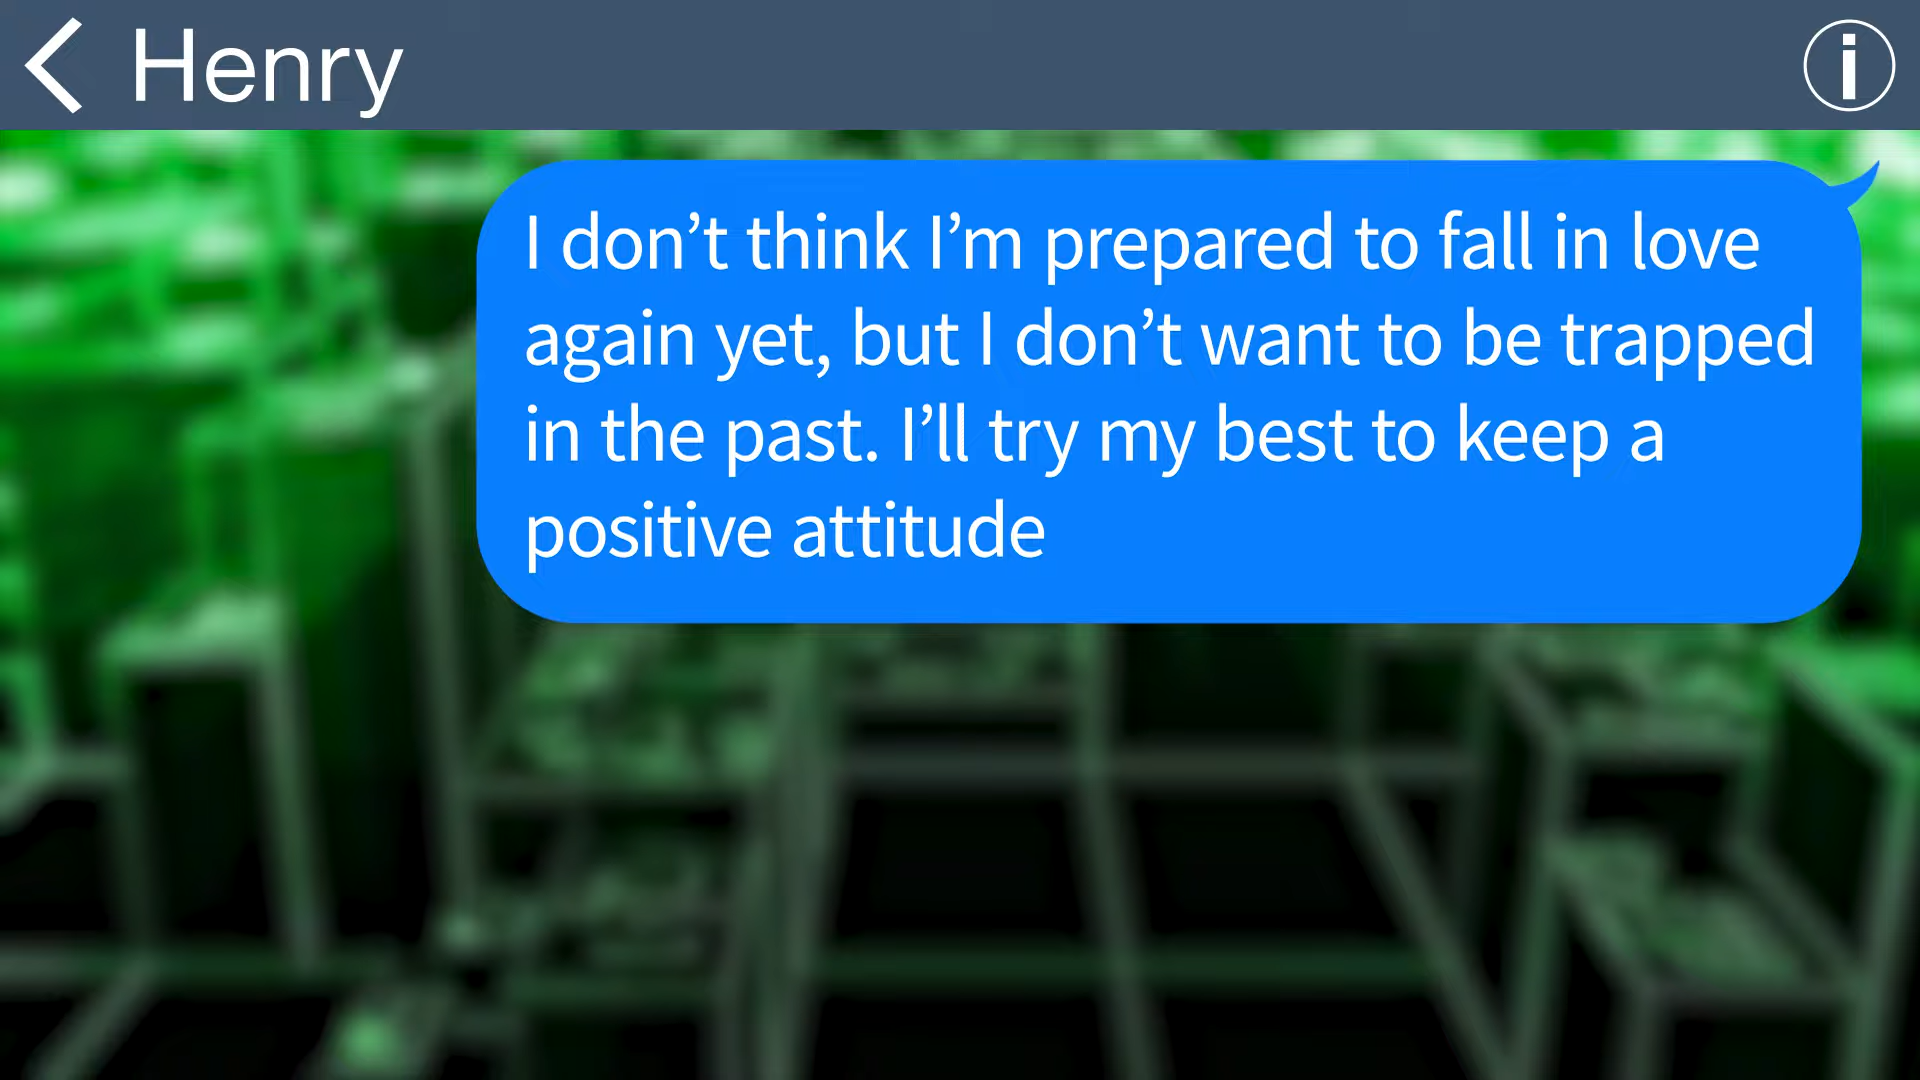 Henry
I don’t think I’m prepared to fall in love
again yet, but I don’t want to be trapped
in the past. I’ll try my best to keep a
positive attitude